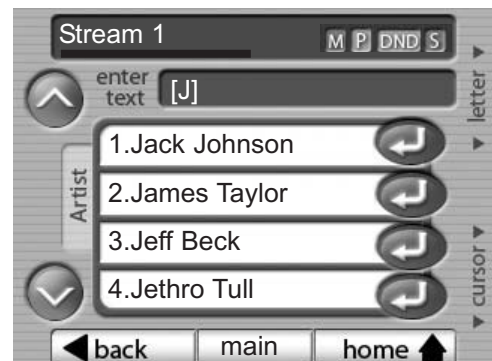 Stream 1
M P DND S
enter
text [J]
letter
Artist
1.Jack Johnson
2.James Taylor
3.Jeff Beck
4.Jethro Tull
cursor
back main home